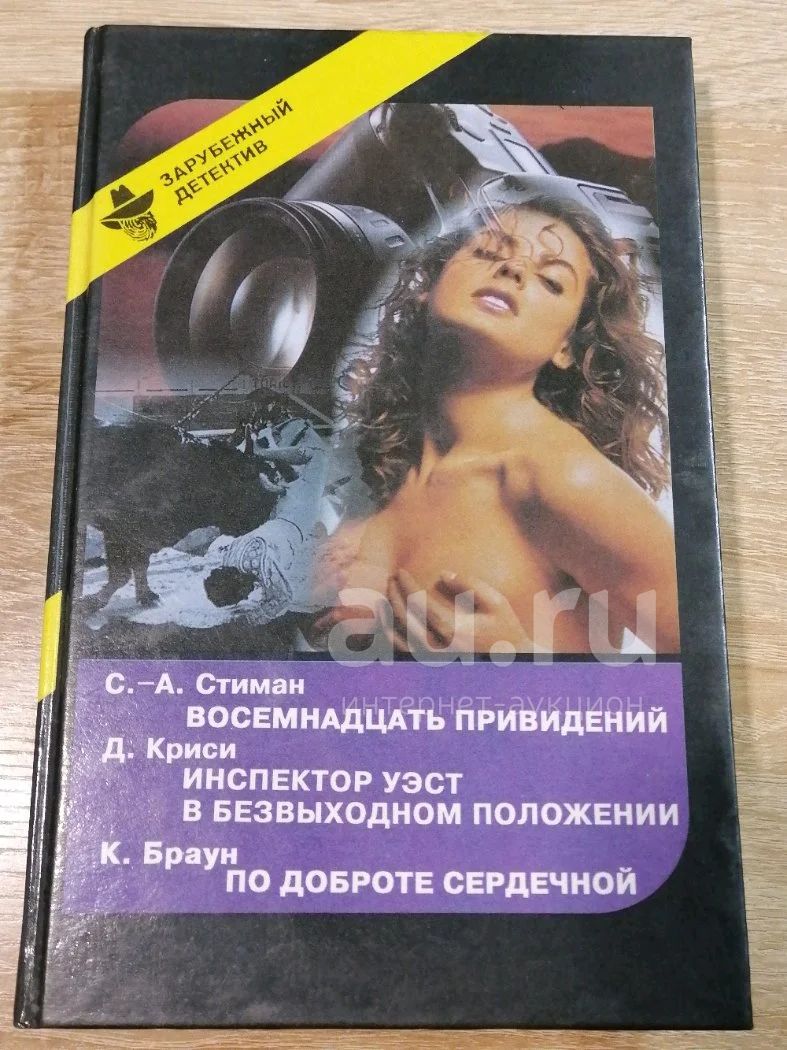 ЗАРУБЕЖНЫЙ
ДЕТЕКТИВ
au.ru
интернет-аукцион
С.-А. Стиман
ВОСЕМНАДЦАТЬ ПРИВИДЕНИЙ
Д. Криси
ИНСПЕКТОР УЭСТ
В БЕЗВЫХОДНОМ ПОЛОЖЕНИИ
К. Браун
ПО ДОБРОТЕ СЕРДЕЧНОЙ